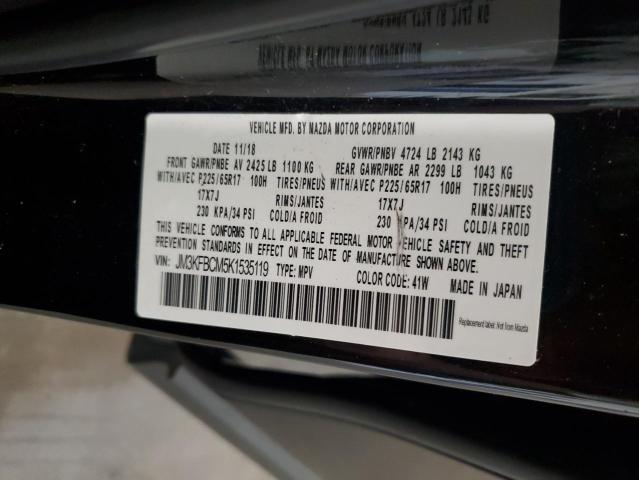 VEHICLE MFD. BY MAZDA MOTOR CORPORATION
DATE 11/18 GVWR/PNBV 4724 LB 2143 KG
FRONT GAWR/PNBE AV 2425 LB 1100 KG REAR GAWR/PNBE AR 2299 LB 1043 KG
WITH/AVEC P225/65R17 100H TIRES/PNEUS WITH/AVEC P225/65R17 100H TIRES/PNEUS
17X7J RIMS/JANTES 17X7J RIMS/JANTES
230 KPA/34 PSI COLD/A FROID 230 KPA/34 PSI COLD/A FROID
THIS VEHICLE CONFORMS TO ALL APPLICABLE FEDERAL MOTOR VEHICLE SAFETY AND THEFT
PREVENTION STANDARDS IN EFFECT ON THE DATE OF MANUFACTURE SHOWN ABOVE.
VIN: JM3KFBCM5K1535119 TYPE: MPV COLOR CODE: 41W MADE IN JAPAN
Replacement label. Not from Mazda